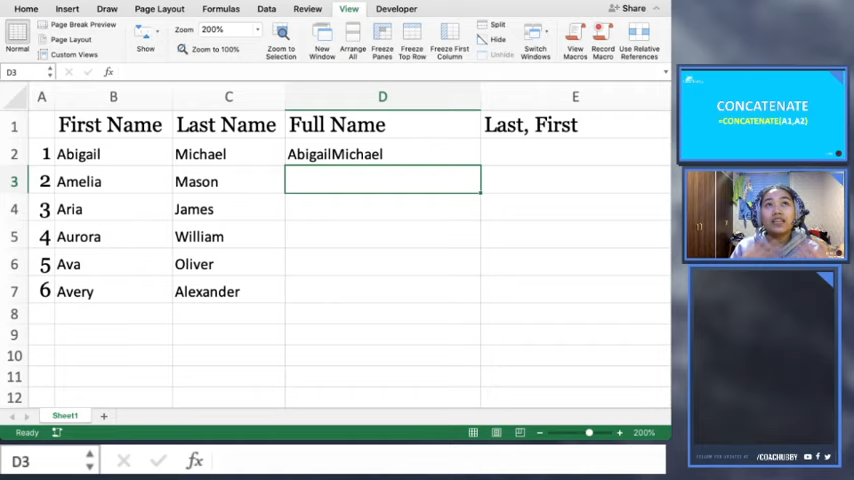 Home Insert Draw Page Layout Formulas Data Review View Developer Share
Normal
Page Break Preview
Page Layout
Custom Views
Show
Zoom 200%
Zoom to 100%
Zoom to Selection
New Window
Arrange All
Freeze Panes
Freeze Top Row
Freeze First Column
Split
Hide
Unhide
Switch Windows
View Macros
Record Macro
Use Relative References
D3 fx
A B C D E
1 First Name Last Name Full Name Last, First
2 1 Abigail Michael AbigailMichael
3 2 Amelia Mason
4 3 Aria James
5 4 Aurora William
6 5 Ava Oliver
7 6 Avery Alexander
8
9
10
11
12
Sheet1 +
Ready 200%
D3 fx
CONCATENATE
=CONCATENATE(A1,A2)
FOLLOW FOR UPDATES AT /COACHUBBY